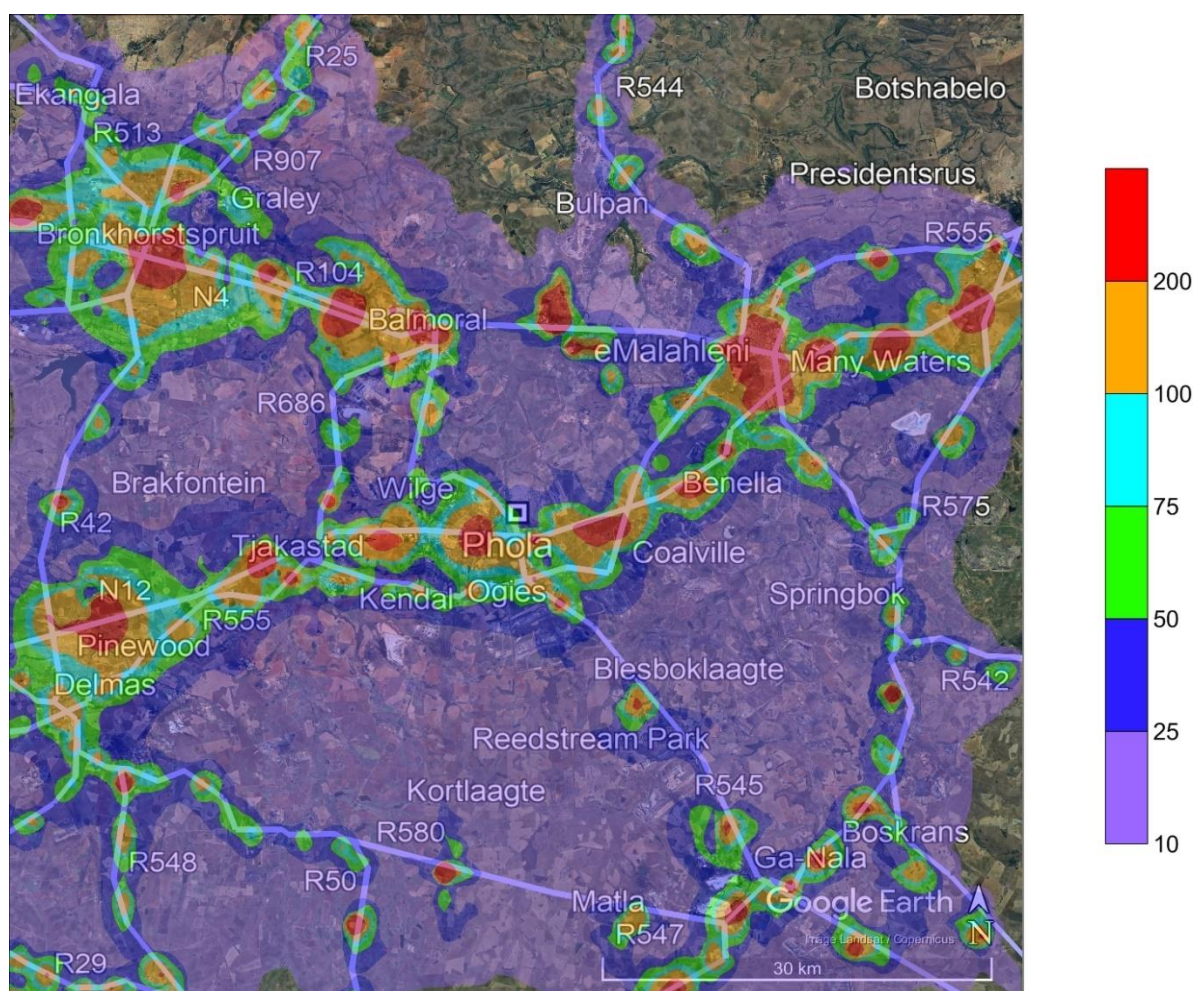 R25
R544
Botshabelo
Ekangala
R513
R907
Presidentsrus
Graley
Bulpan
Bronkhorstspruit
R555
R104
N4
200
Balmoral
eMalahleni
Many Waters
100
R686
Brakfontein
Wilge
Benella
75
R575
R42
Tjakastad
Phola
Coalville
N12
Kendal
Ogies
Springbok
R555
50
Pinewood
Blesboklaagte
Delmas
R542
Reedstream Park
25
Kortlaagte
R545
R580
Boskrans
10
R548
Ga-Nala
R50
Matla
Google Earth
R547
N
Image Landsat / Copernicus
R29
30 km